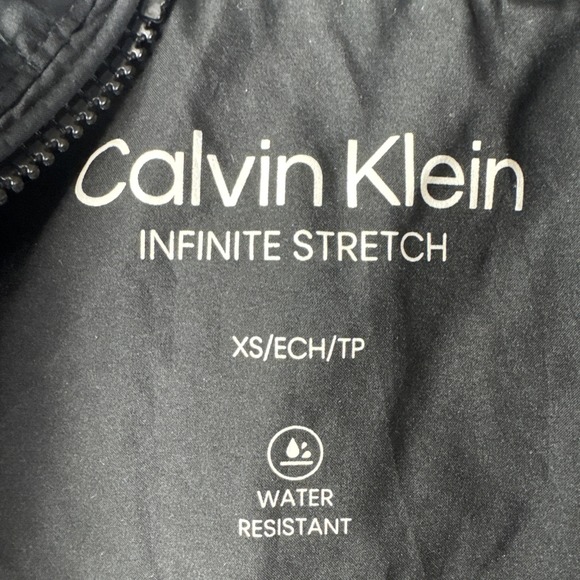 Calvin Klein
INFINITE STRETCH
XS/ECH/TP
WATER
RESISTANT